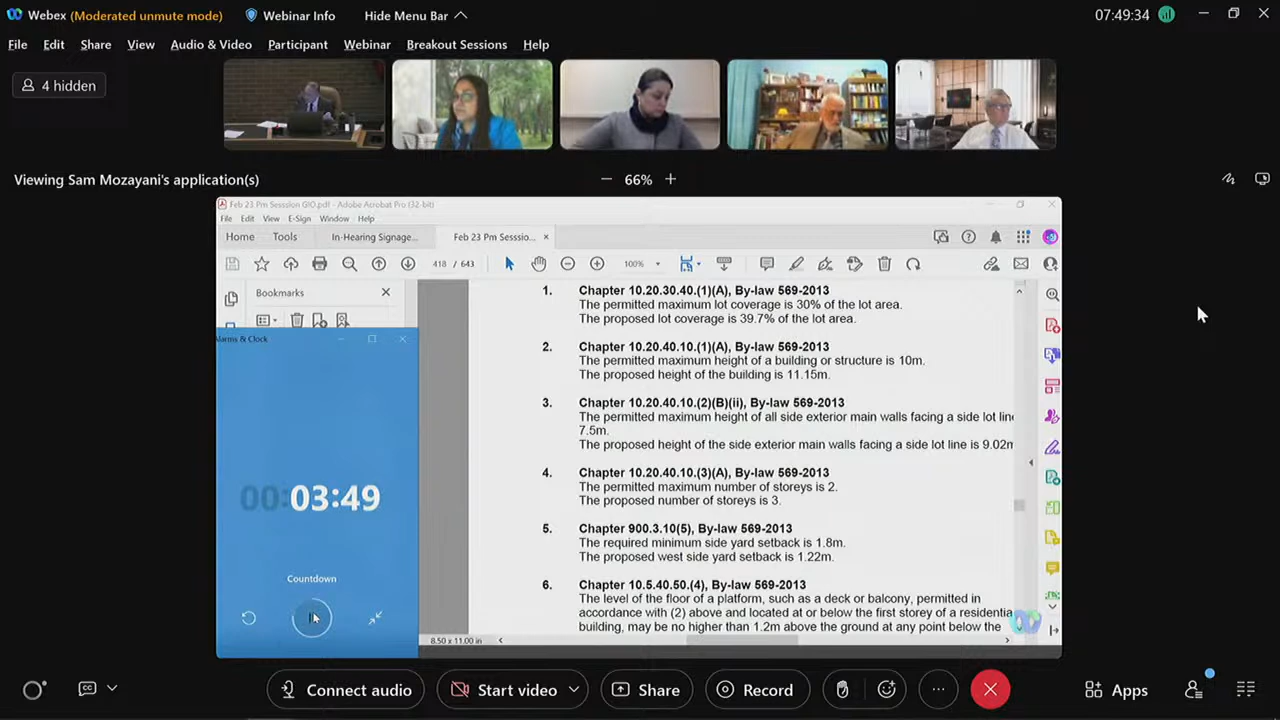 Webex (Moderated unmute mode) Webinar Info Hide Menu Bar 07:49:34
File Edit Share View Audio & Video Participant Webinar Breakout Sessions Help
4 hidden
Viewing Sam Mozayani's application(s) 66%
Feb 23 Pm Sesssion GIO.pdf - Adobe Acrobat Pro (32-bit)
File Edit View E-Sign Window Help
Home Tools In-Hearing Signage... Feb 23 Pm Sesssio...
418 / 643 100%
Bookmarks
Alarms & Clock
00:03:49
Countdown
1. Chapter 10.20.30.40.(1)(A), By-law 569-2013
The permitted maximum lot coverage is 30% of the lot area.
The proposed lot coverage is 39.7% of the lot area.
2. Chapter 10.20.40.10.(1)(A), By-law 569-2013
The permitted maximum height of a building or structure is 10m.
The proposed height of the building is 11.15m.
3. Chapter 10.20.40.10.(2)(B)(ii), By-law 569-2013
The permitted maximum height of all side exterior main walls facing a side lot line
7.5m.
The proposed height of the side exterior main walls facing a side lot line is 9.02m
4. Chapter 10.20.40.10.(3)(A), By-law 569-2013
The permitted maximum number of storeys is 2.
The proposed number of storeys is 3.
5. Chapter 900.3.10(5), By-law 569-2013
The required minimum side yard setback is 1.8m.
The proposed west side yard setback is 1.22m.
6. Chapter 10.5.40.50.(4), By-law 569-2013
The level of the floor of a platform, such as a deck or balcony, permitted in
accordance with (2) above and located at or below the first storey of a residentia
building, may be no higher than 1.2m above the ground at any point below the
8.50 x 11.00 in
Connect audio Start video Share Record Apps